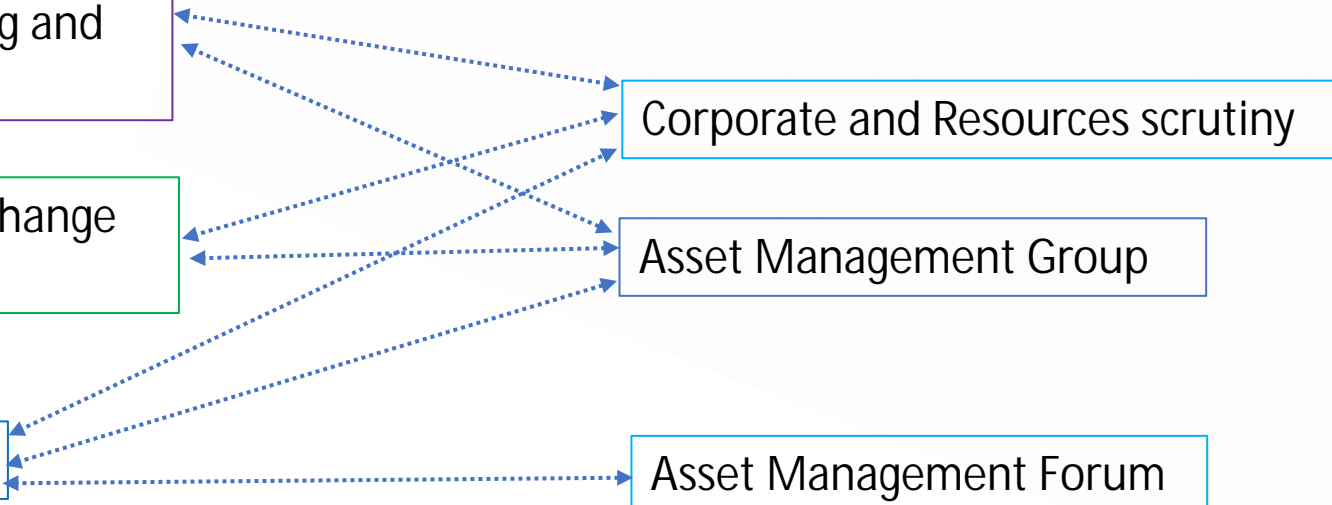 g and
Corporate and Resources scrutiny
hange
Asset Management Group
Asset Management Forum